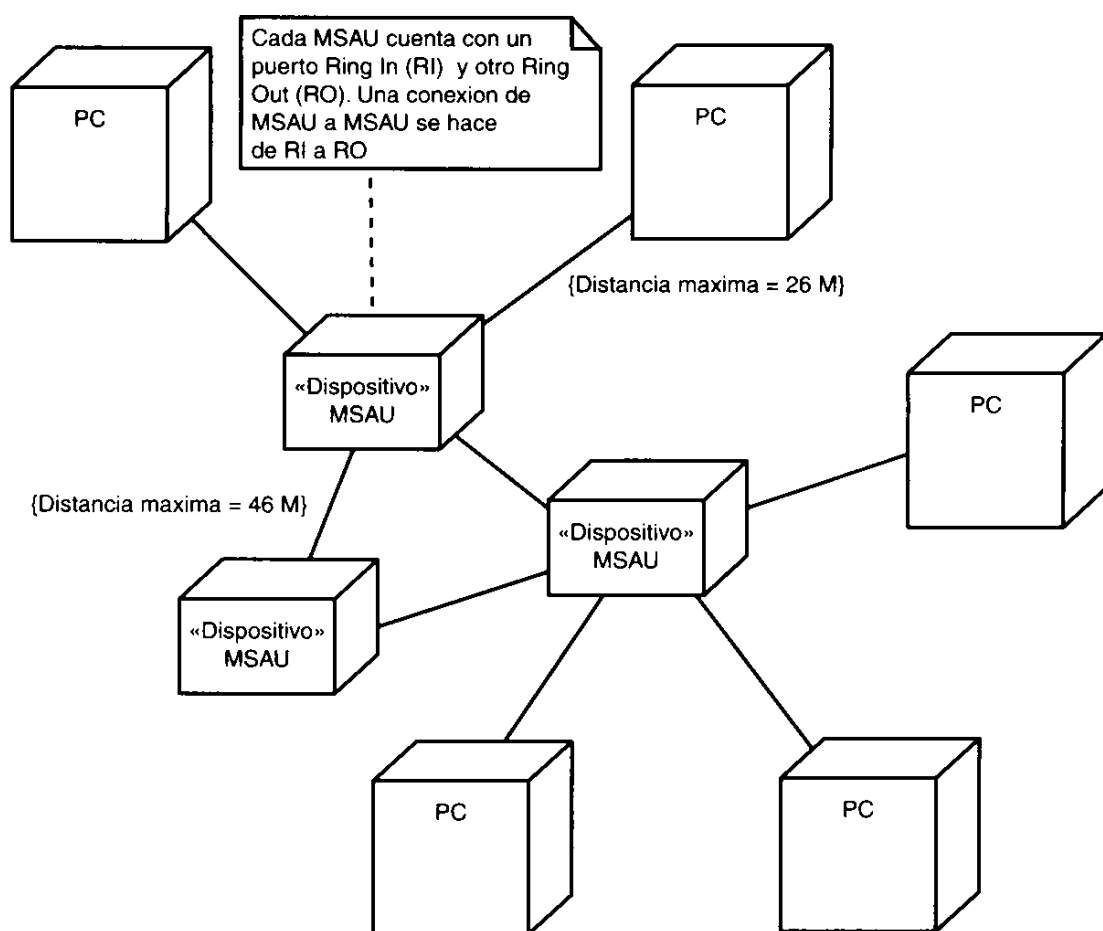 Cada MSAU cuenta con un
puerto Ring In (RI) y otro Ring
Out (RO). Una conexion de
MSAU a MSAU se hace
de RI a RO
PC
PC
{Distancia maxima = 26 M}
«Dispositivo»
MSAU
PC
{Distancia maxima = 46 M}
«Dispositivo»
MSAU
«Dispositivo»
MSAU
PC
PC